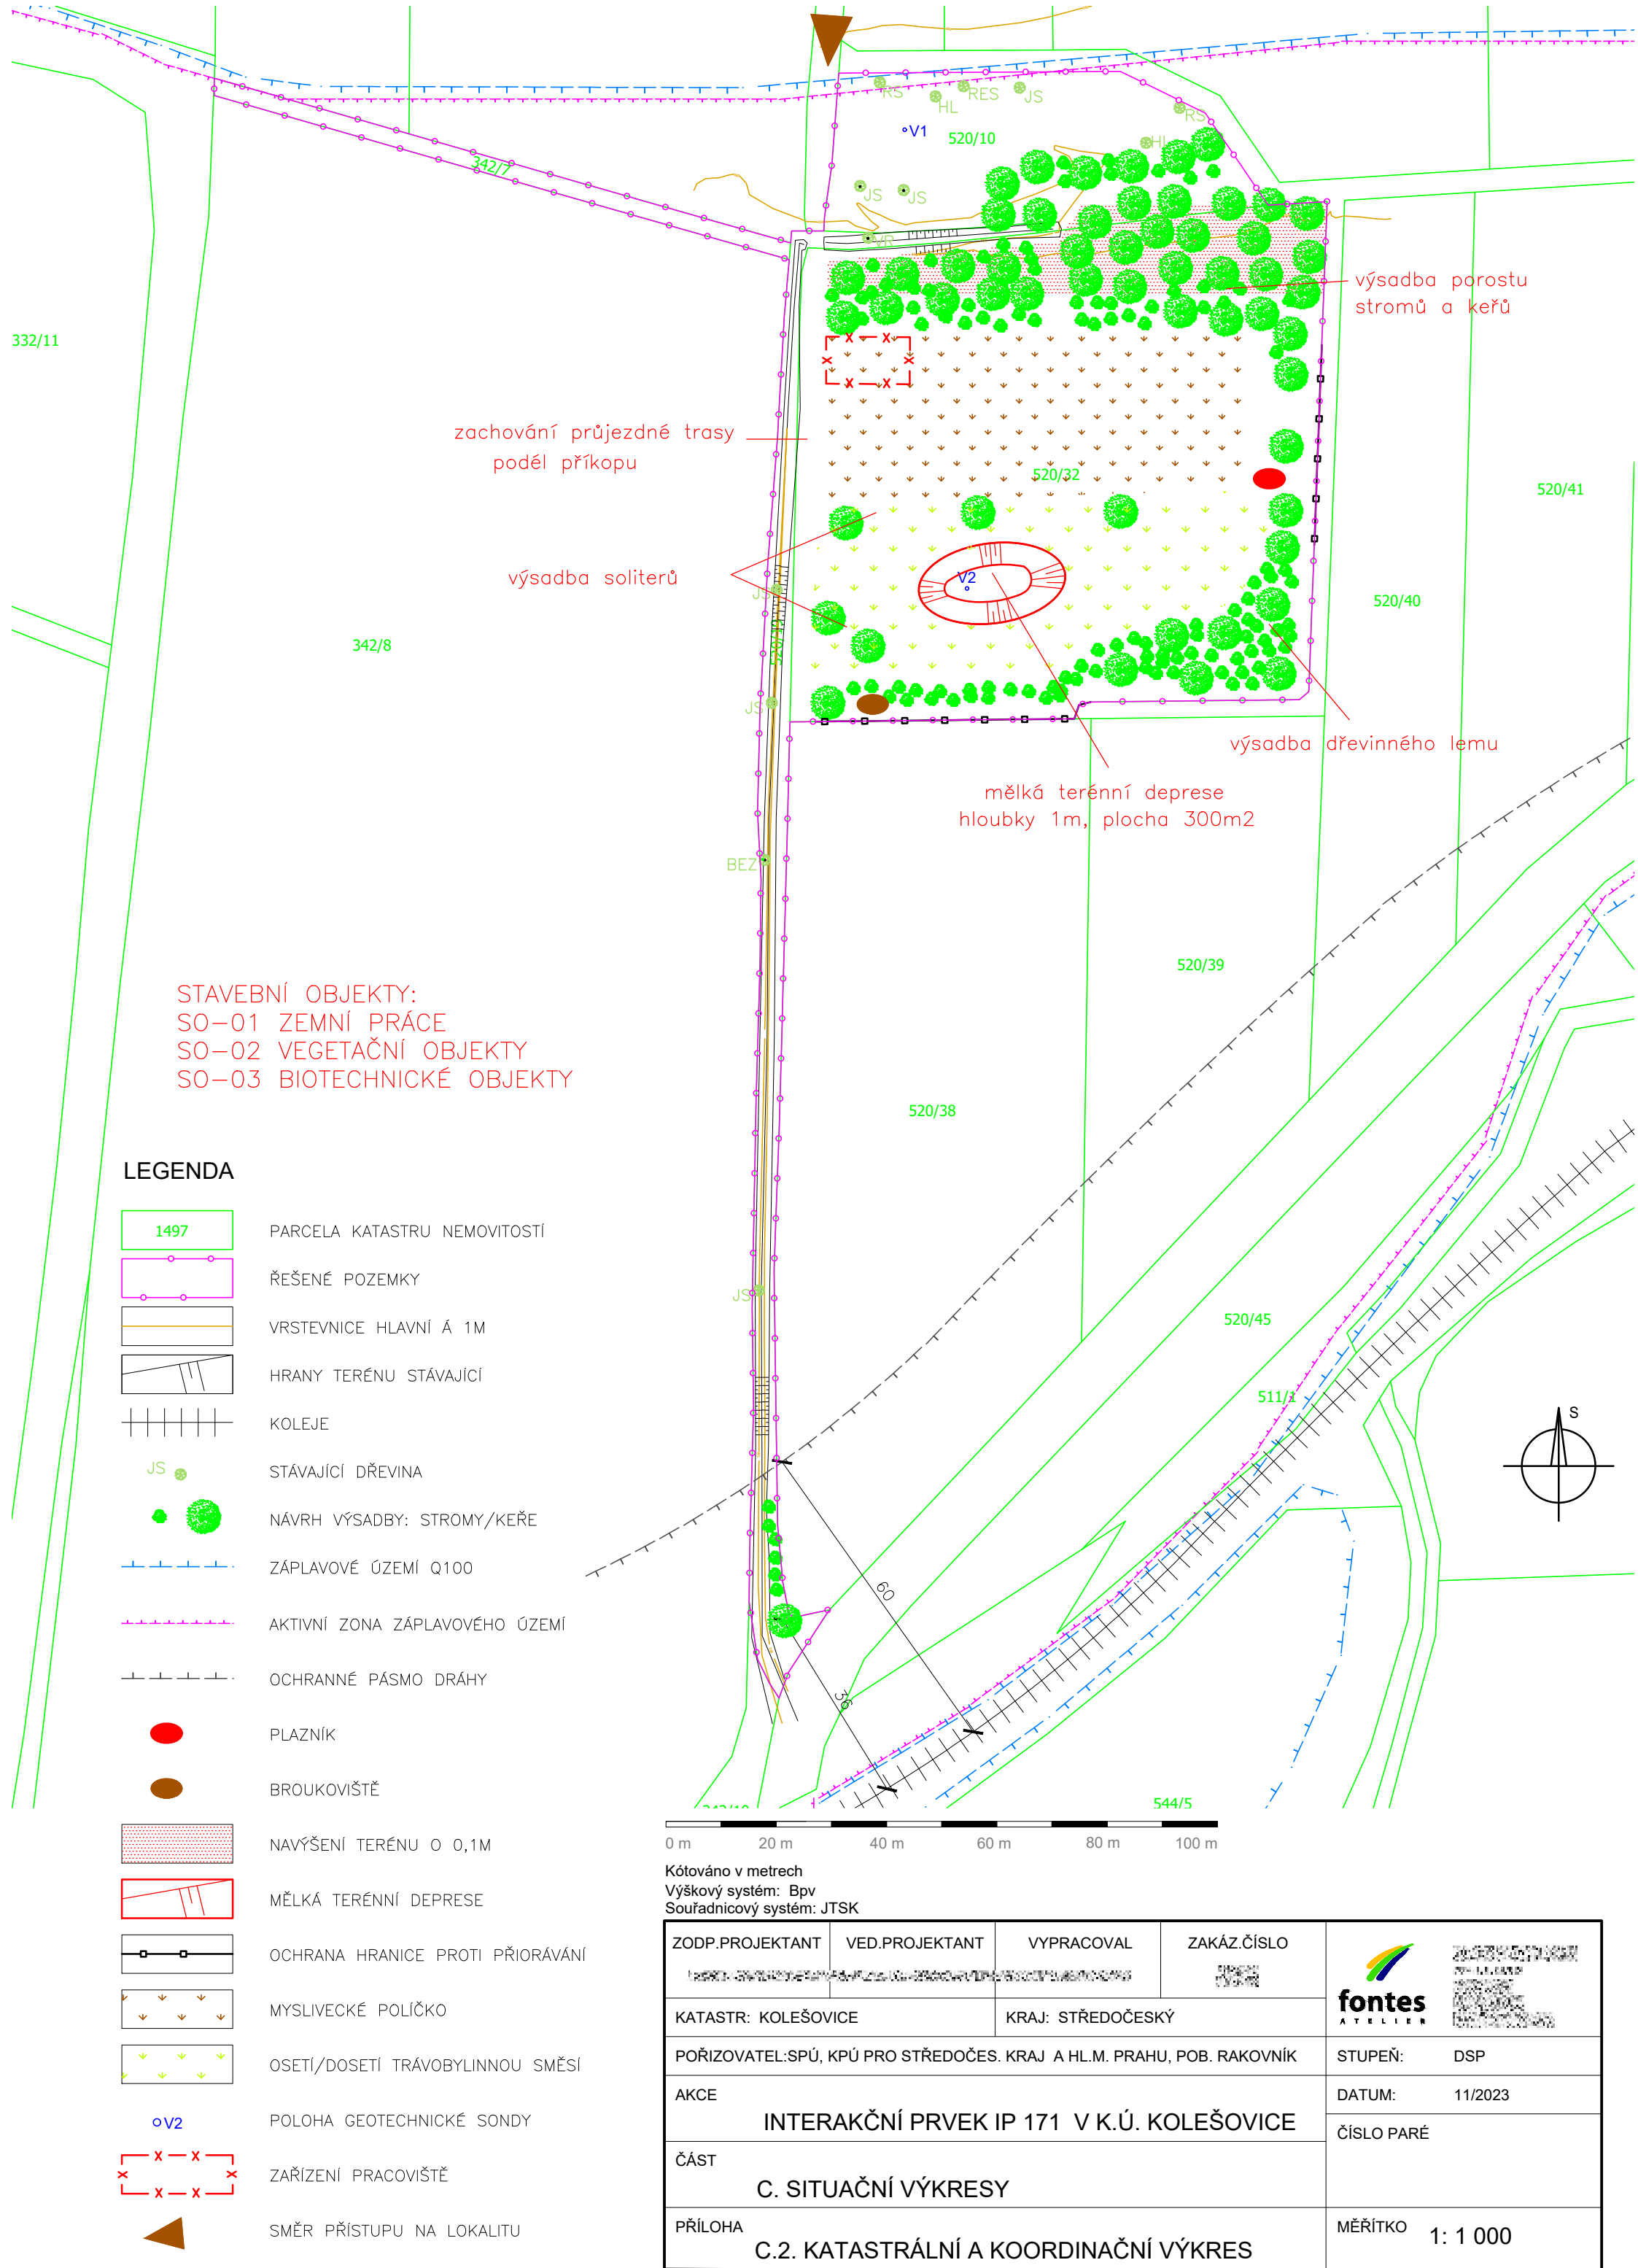 RS
HL
RES
JS
RS
HL
V1
520/10
342/7
JS
JS
VR
výsadba porostu
stromů a keřů
332/11
zachování průjezdné trasy
podél příkopu
520/32
520/41
výsadba soliterů
V2
JS
520/40
342/8
JS
výsadba dřevinného lemu
mělká terénní deprese
hloubky 1m, plocha 300m2
BEZ
520/39
STAVEBNÍ OBJEKTY:
SO-01 ZEMNÍ PRÁCE
SO-02 VEGETAČNÍ OBJEKTY
SO-03 BIOTECHNICKÉ OBJEKTY
520/38
JS
520/45
511/1
S
60
56
544/5
LEGENDA
1497 PARCELA KATASTRU NEMOVITOSTÍ
ŘEŠENÉ POZEMKY
VRSTEVNICE HLAVNÍ Á 1M
HRANY TERÉNU STÁVAJÍCÍ
KOLEJE
JS STÁVAJÍCÍ DŘEVINA
NÁVRH VÝSADBY: STROMY/KEŘE
ZÁPLAVOVÉ ÚZEMÍ Q100
AKTIVNÍ ZONA ZÁPLAVOVÉHO ÚZEMÍ
OCHRANNÉ PÁSMO DRÁHY
PLAZNÍK
BROUKOVIŠTĚ
NAVÝŠENÍ TERÉNU O 0,1M
MĚLKÁ TERÉNNÍ DEPRESE
OCHRANA HRANICE PROTI PŘIORÁVÁNÍ
MYSLIVECKÉ POLÍČKO
OSETÍ/DOSETÍ TRÁVOBYLINNOU SMĚSÍ
V2 POLOHA GEOTECHNICKÉ SONDY
ZAŘÍZENÍ PRACOVIŠTĚ
SMĚR PŘÍSTUPU NA LOKALITU
0 m 20 m 40 m 60 m 80 m 100 m
Kótováno v metrech
Výškový systém: Bpv
Souřadnicový systém: JTSK
ZODP.PROJEKTANT VED.PROJEKTANT VYPRACOVAL ZAKÁZ.ČÍSLO
fontes
ATELIER
KATASTR: KOLEŠOVICE KRAJ: STŘEDOČESKÝ
POŘIZOVATEL:SPÚ, KPÚ PRO STŘEDOČES. KRAJ A HL.M. PRAHU, POB. RAKOVNÍK
STUPEŇ: DSP
AKCE
INTERAKČNÍ PRVEK IP 171 V K.Ú. KOLEŠOVICE
DATUM: 11/2023
ČÍSLO PARÉ
ČÁST
C. SITUAČNÍ VÝKRESY
PŘÍLOHA
C.2. KATASTRÁLNÍ A KOORDINAČNÍ VÝKRES
MĚŘÍTKO 1: 1 000